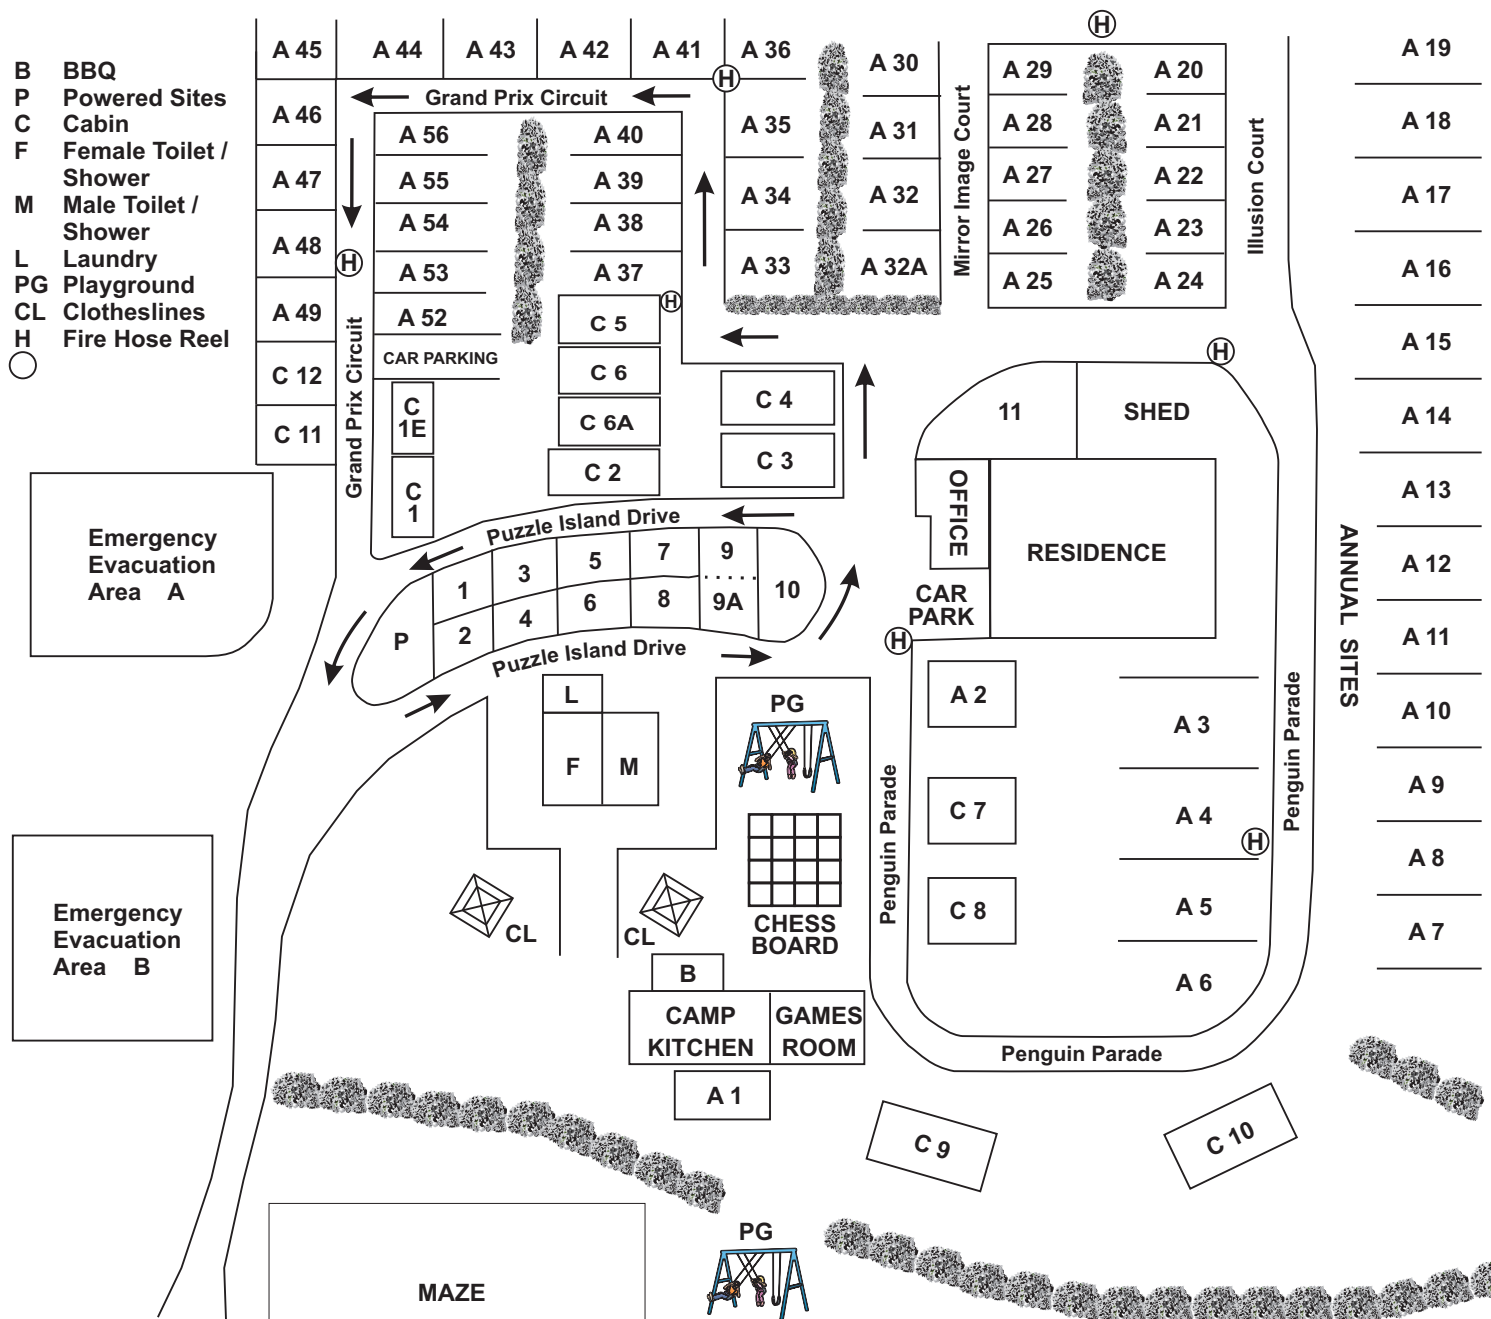 B BBQ
P Powered Sites
C Cabin
F Female Toilet /
Shower
M Male Toilet /
Shower
L Laundry
PG Playground
CL Clotheslines
H Fire Hose Reel
A 45
A 44
A 43
A 42
A 41
A 36
H
Grand Prix Circuit
A 46
A 47
A 48
A 49
C 12
C 11
H
Grand Prix Circuit
A 56
A 55
A 54
A 53
A 52
CAR PARKING
C
1E
C
1
A 40
A 39
A 38
A 37
H
C 5
C 6
C 6A
C 2
C 4
C 3
A 35
A 34
A 33
A 30
A 31
A 32
A 32A
Mirror Image Court
H
A 29
A 28
A 27
A 26
A 25
A 20
A 21
A 22
A 23
A 24
Illusion Court
A 19
A 18
A 17
A 16
A 15
A 14
A 13
A 12
A 11
A 10
A 9
A 8
A 7
ANNUAL SITES
H
11
SHED
OFFICE
RESIDENCE
CAR
PARK
H
Emergency
Evacuation
Area A
Puzzle Island Drive
1
3
5
7
9
10
P
2
4
6
8
9A
Puzzle Island Drive
L
F
M
PG
CHESS
BOARD
CL
CL
B
CAMP
KITCHEN
GAMES
ROOM
A 1
Emergency
Evacuation
Area B
Penguin Parade
A 2
C 7
C 8
A 3
A 4
H
A 5
A 6
Penguin Parade
Penguin Parade
C 9
C 10
PG
MAZE